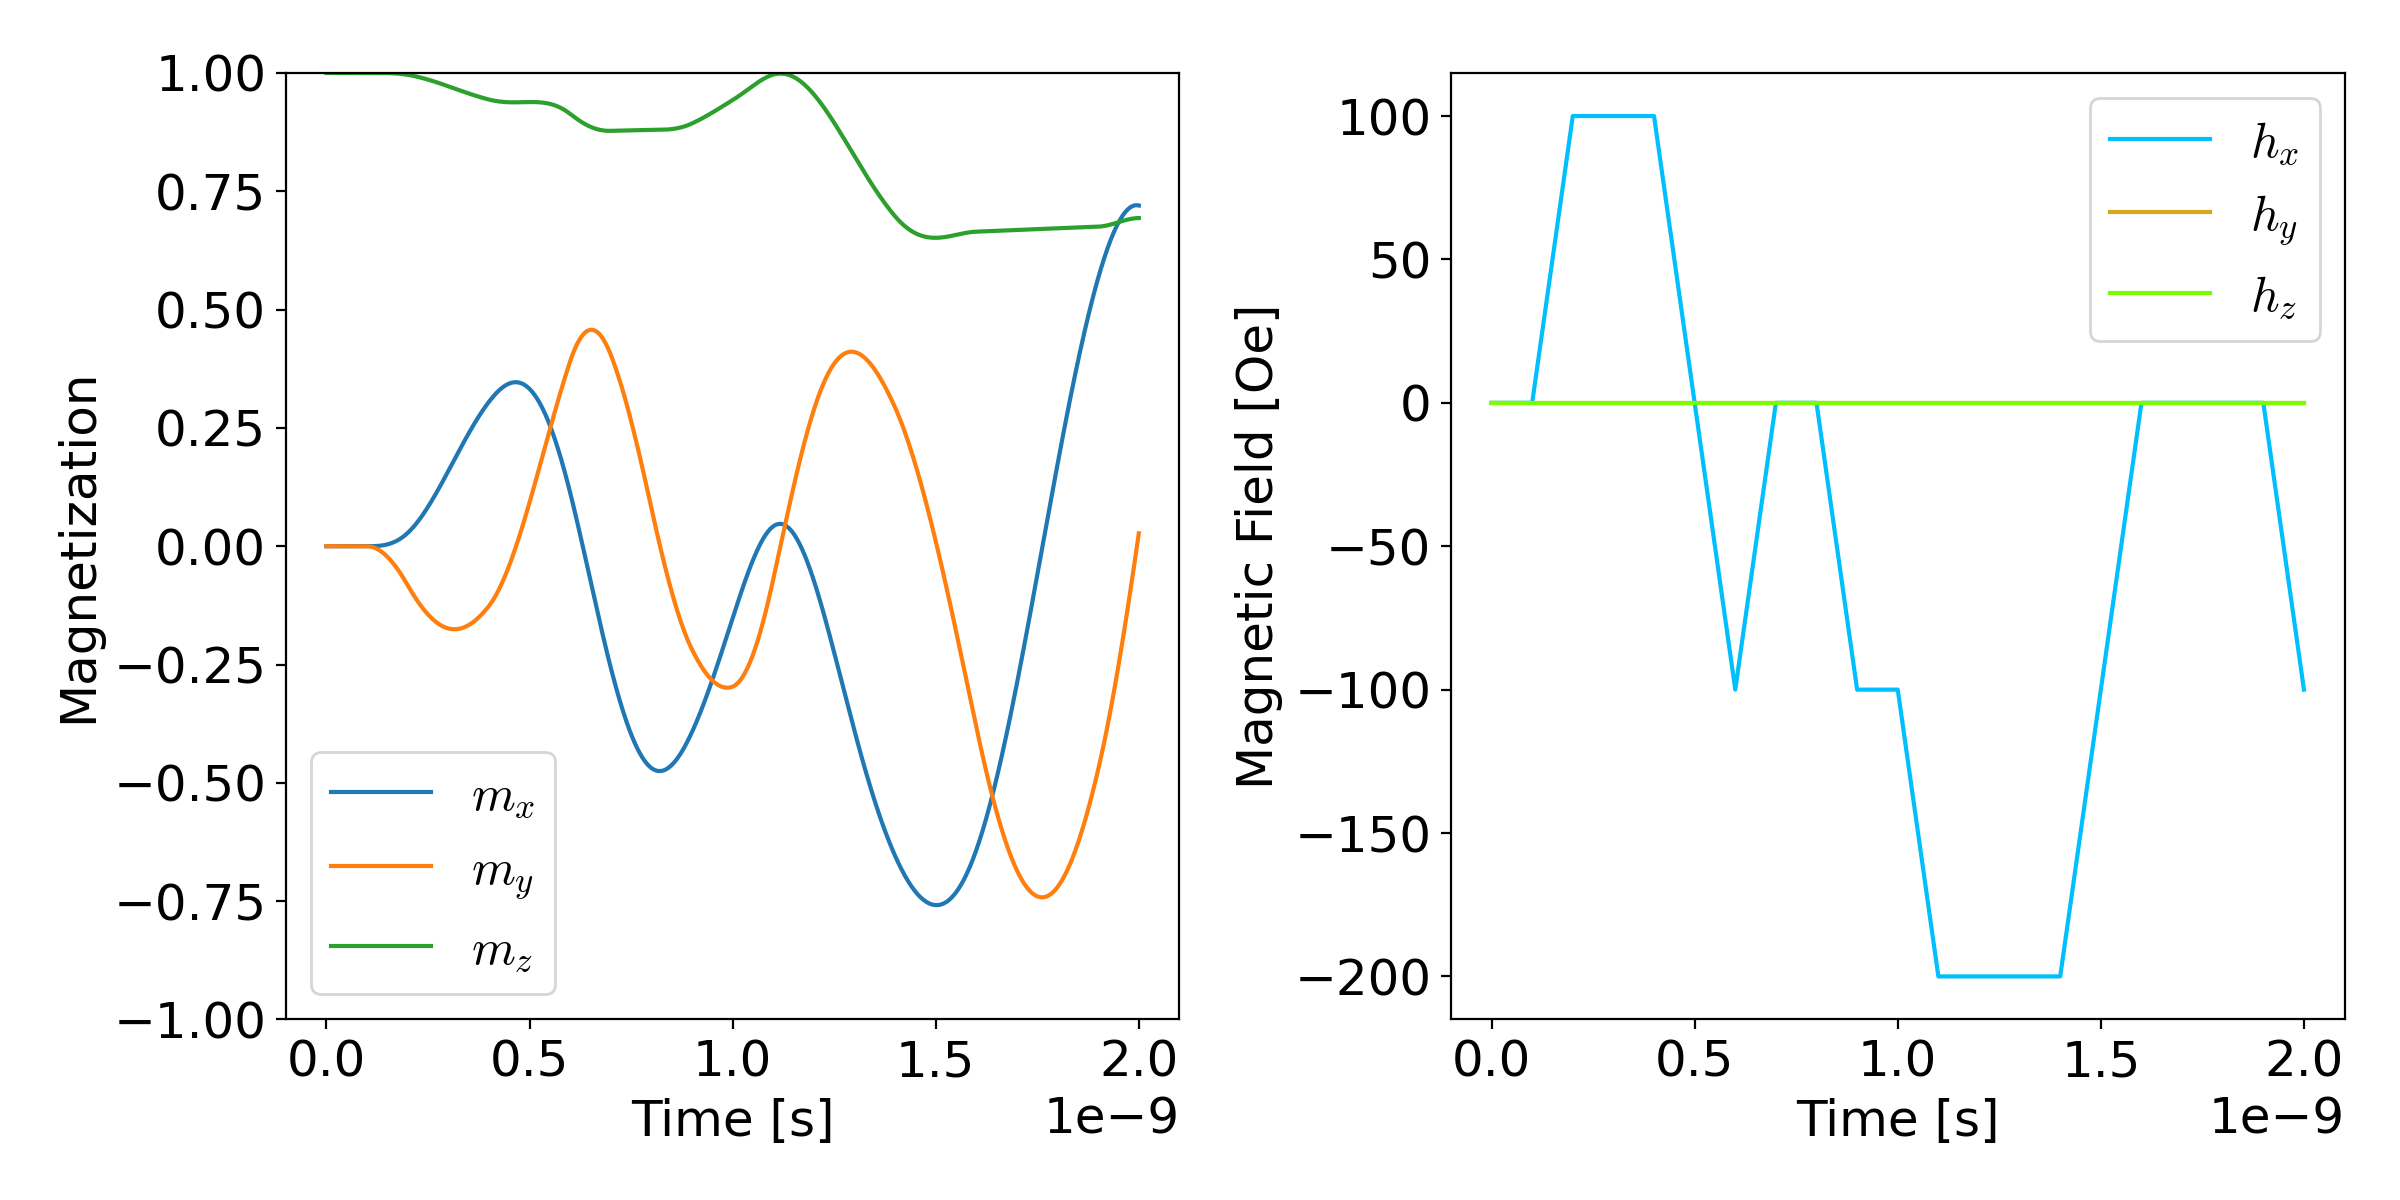 Magnetization
1.00
0.75
0.50
0.25
0.00
−0.25
−0.50
−0.75
−1.00
m_x
m_y
m_z
0.0 0.5 1.0 1.5 2.0
Time [s]
1e−9
Magnetic Field [Oe]
100
50
0
−50
−100
−150
−200
h_x
h_y
h_z
0.0 0.5 1.0 1.5 2.0
Time [s]
1e−9